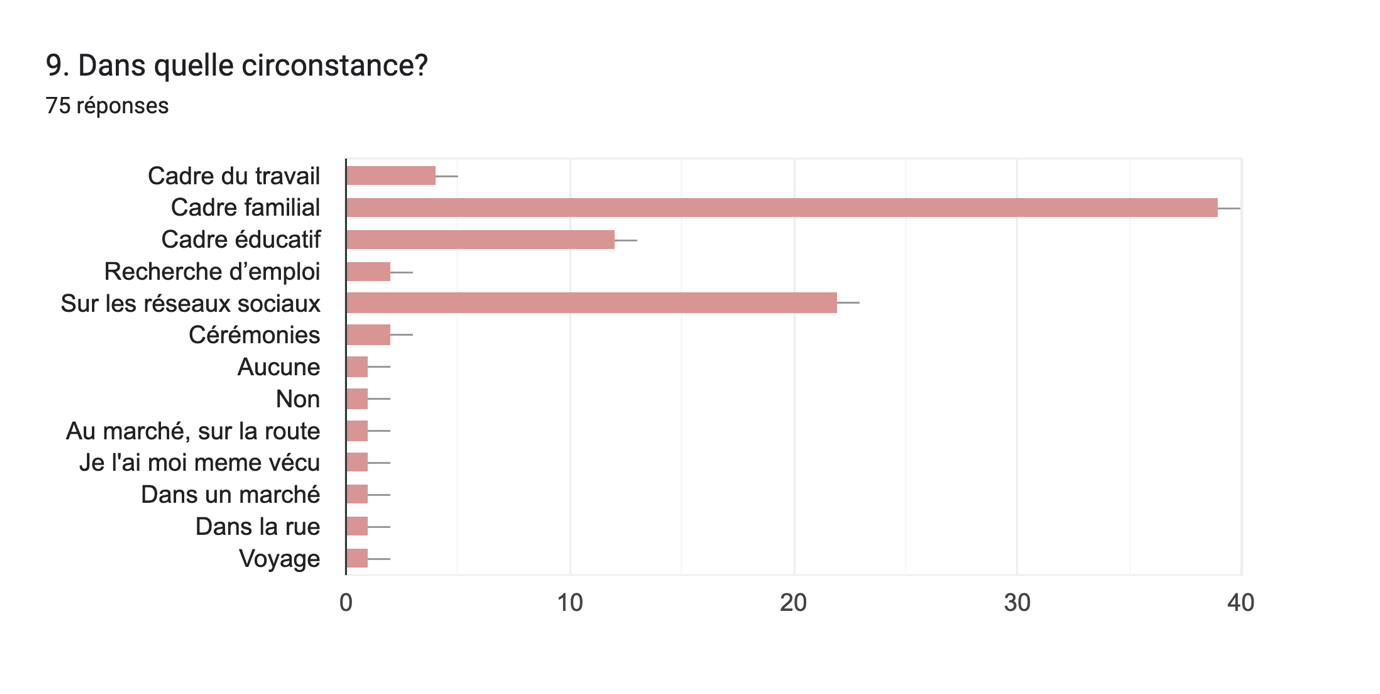 9. Dans quelle circonstance?
75 réponses
Cadre du travail
Cadre familial
Cadre éducatif
Recherche d’emploi
Sur les réseaux sociaux
Cérémonies
Aucune
Non
Au marché, sur la route
Je l'ai moi meme vécu
Dans un marché
Dans la rue
Voyage
0 10 20 30 40